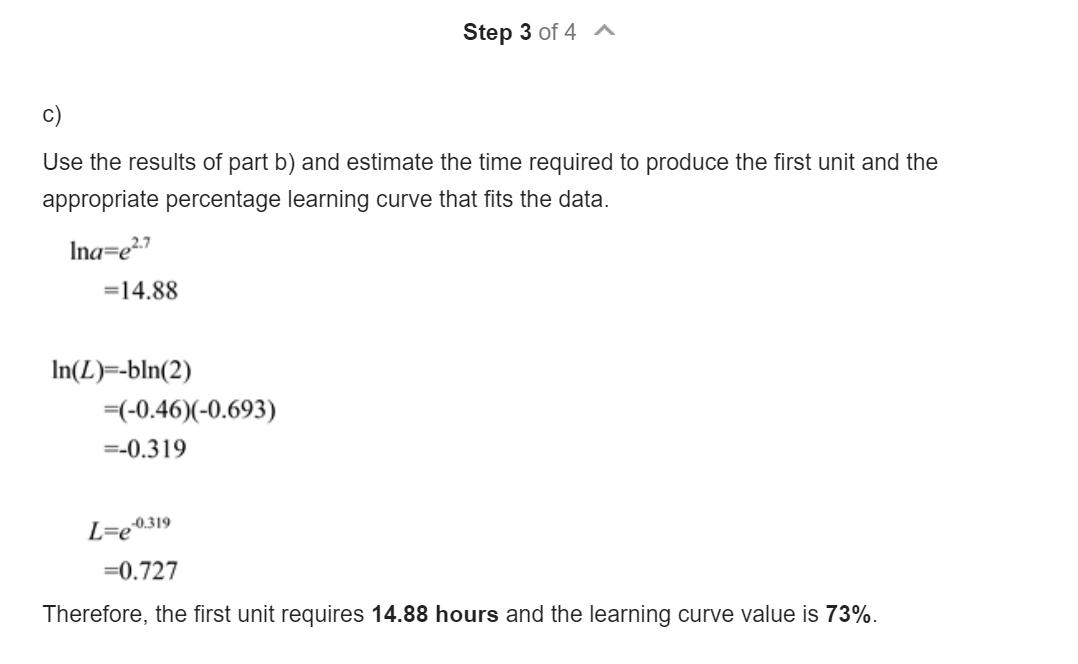 Step 3 of 4
c)
Use the results of part b) and estimate the time required to produce the first unit and the
appropriate percentage learning curve that fits the data.
lna=e^2.7
=14.88
ln(L)=-bln(2)
=(-0.46)(-0.693)
=-0.319
L=e^-0.319
=0.727
Therefore, the first unit requires 14.88 hours and the learning curve value is 73%.